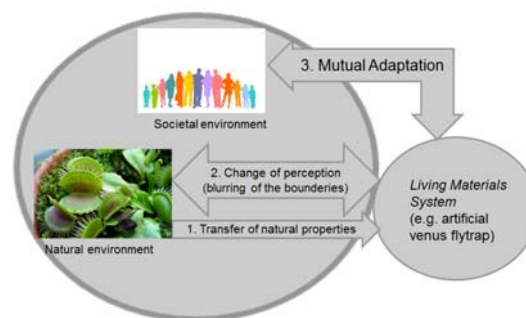 3. Mutual Adaptation
Societal environment
2. Change of perception
(blurring of the bounderies)
Living Materials
System
(e.g. artificial
venus flytrap)
1. Transfer of natural properties
Natural environment